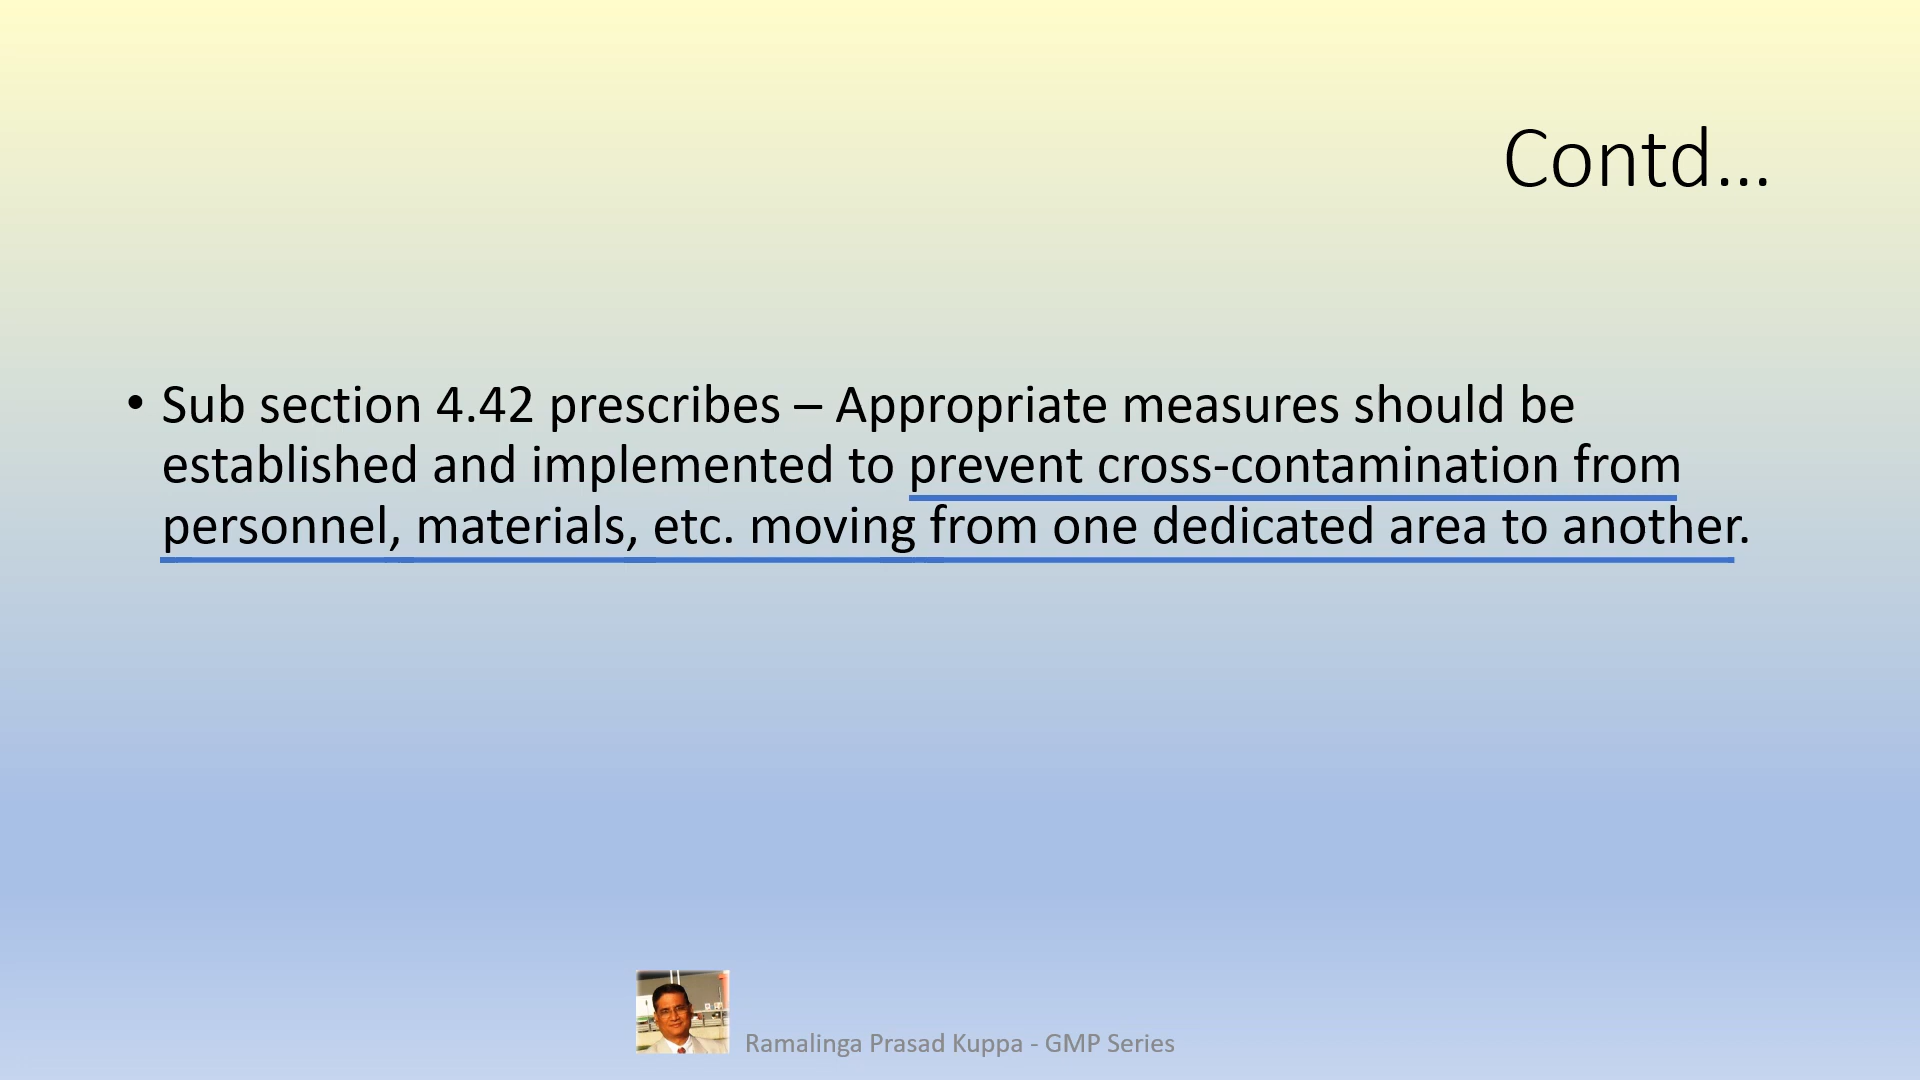 Contd...
• Sub section 4.42 prescribes – Appropriate measures should be
established and implemented to prevent cross-contamination from
personnel, materials, etc. moving from one dedicated area to another.
Ramalinga Prasad Kuppa - GMP Series